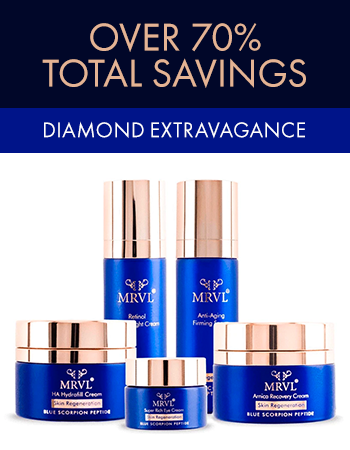 OVER 70%
TOTAL SAVINGS
DIAMOND EXTRAVAGANCE
MRVL
Retinol
ght Cream
MRVL
Anti-Aging
Firming
MRVL
HA Hydrofill Cream
Skin Regeneration
BLUE SCORPION PEPTIDE
MRVL
Super Rich Eye Cream
Skin Regeneration
BLUE SCORPION PEPTIDE
MRVL
Arnica Recovery Cream
Skin Regeneration
BLUE SCORPION PEPTIDE